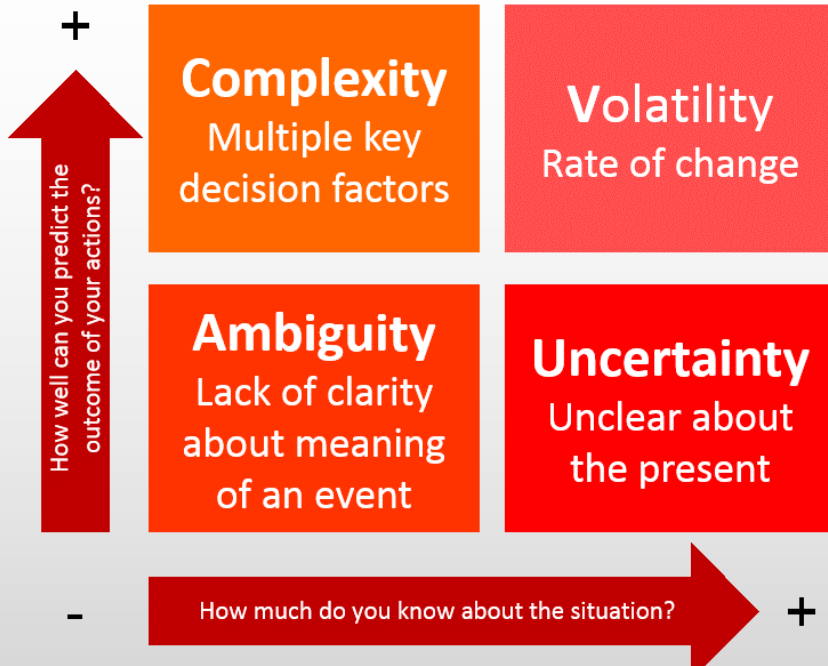 +
Complexity
Multiple key
decision factors
Volatility
Rate of change
How well can you predict the
outcome of your actions?
Ambiguity
Lack of clarity
about meaning
of an event
Uncertainty
Unclear about
the present
-
How much do you know about the situation?
+